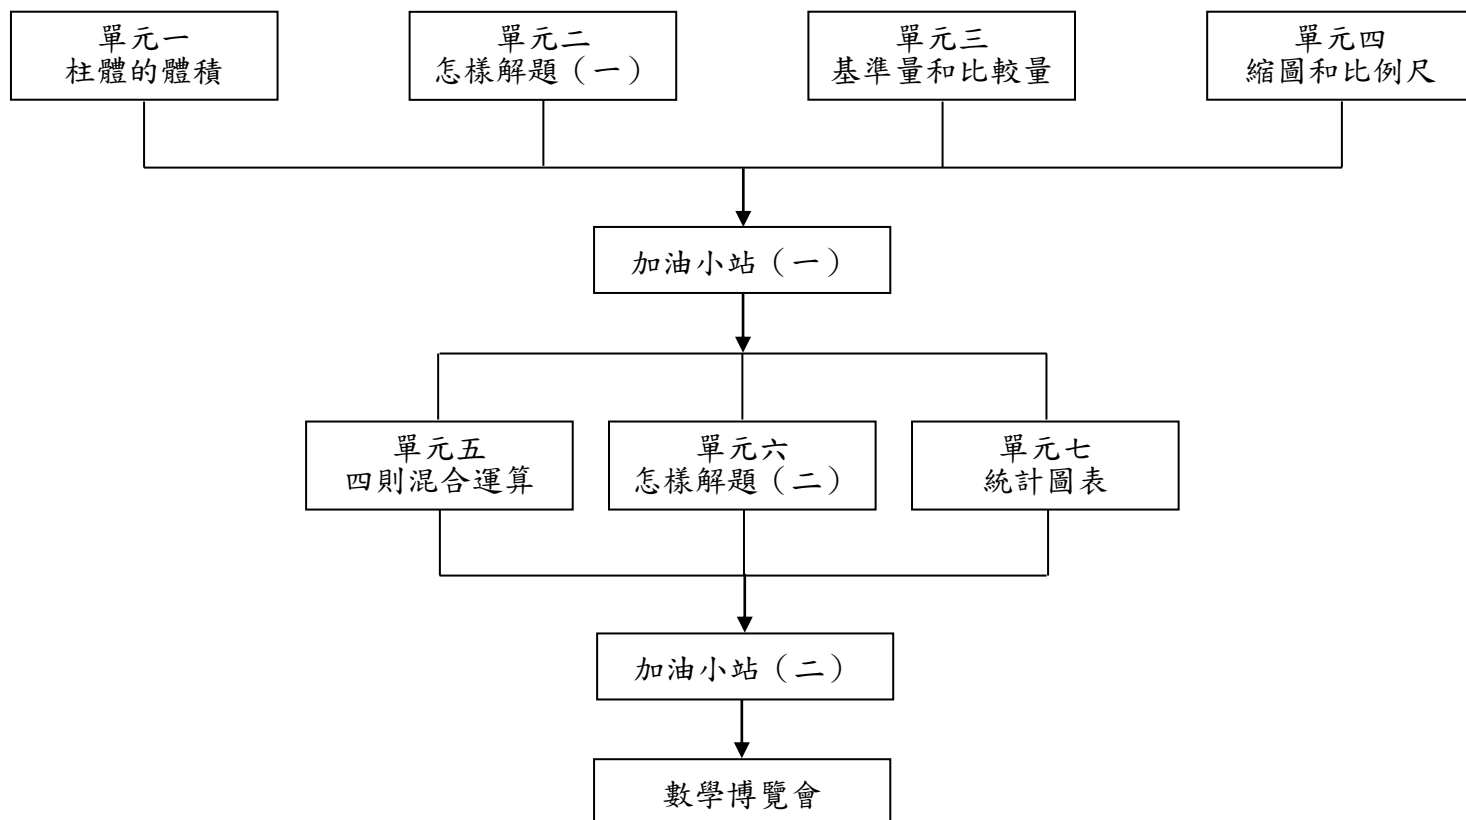 單元一
柱體的體積
單元二
怎樣解題（一）
單元三
基準量和比較量
單元四
縮圖和比例尺
加油小站（一）
單元五
四則混合運算
單元六
怎樣解題（二）
單元七
統計圖表
加油小站（二）
數學博覽會